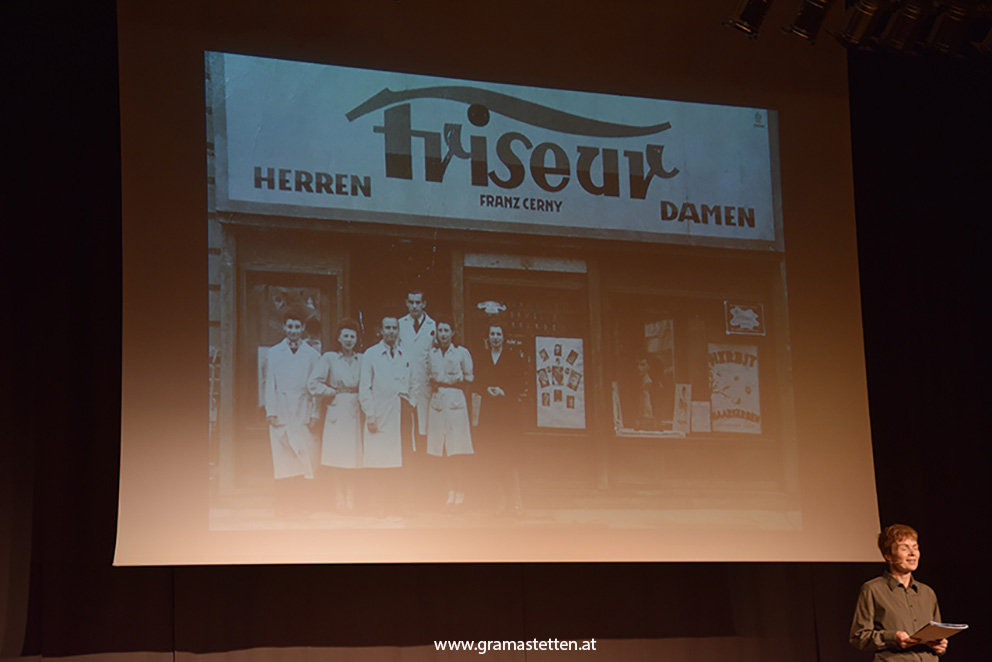 Friseur
HERREN
FRANZ CERNY
DAMEN
HERBST
www.gramastetten.at